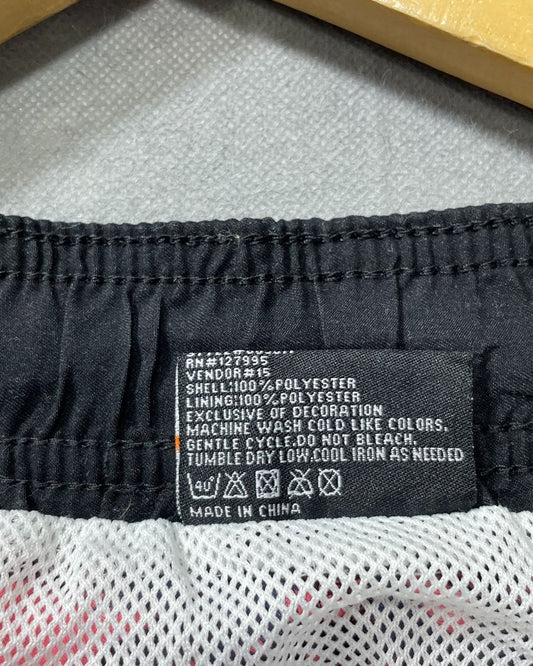 RN#127995
VENDOR#15
SHELL:100%POLYESTER
LINING:100%POLYESTER
EXCLUSIVE OF DECORATION
MACHINE WASH COLD LIKE COLORS.
GENTLE CYCLE.DO NOT BLEACH.
TUMBLE DRY LOW.COOL IRON AS NEEDED
40°
MADE IN CHINA